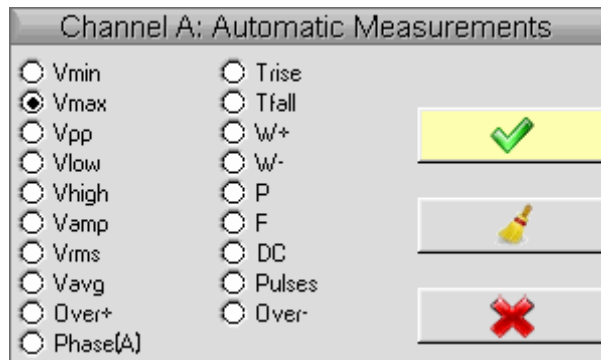 Channel A: Automatic Measurements
Vmin
Vmax
Vpp
Vlow
Vhigh
Vamp
Vrms
Vavg
Over+
Phase(A)
Trise
Tfall
W+
W-
P
F
DC
Pulses
Over-